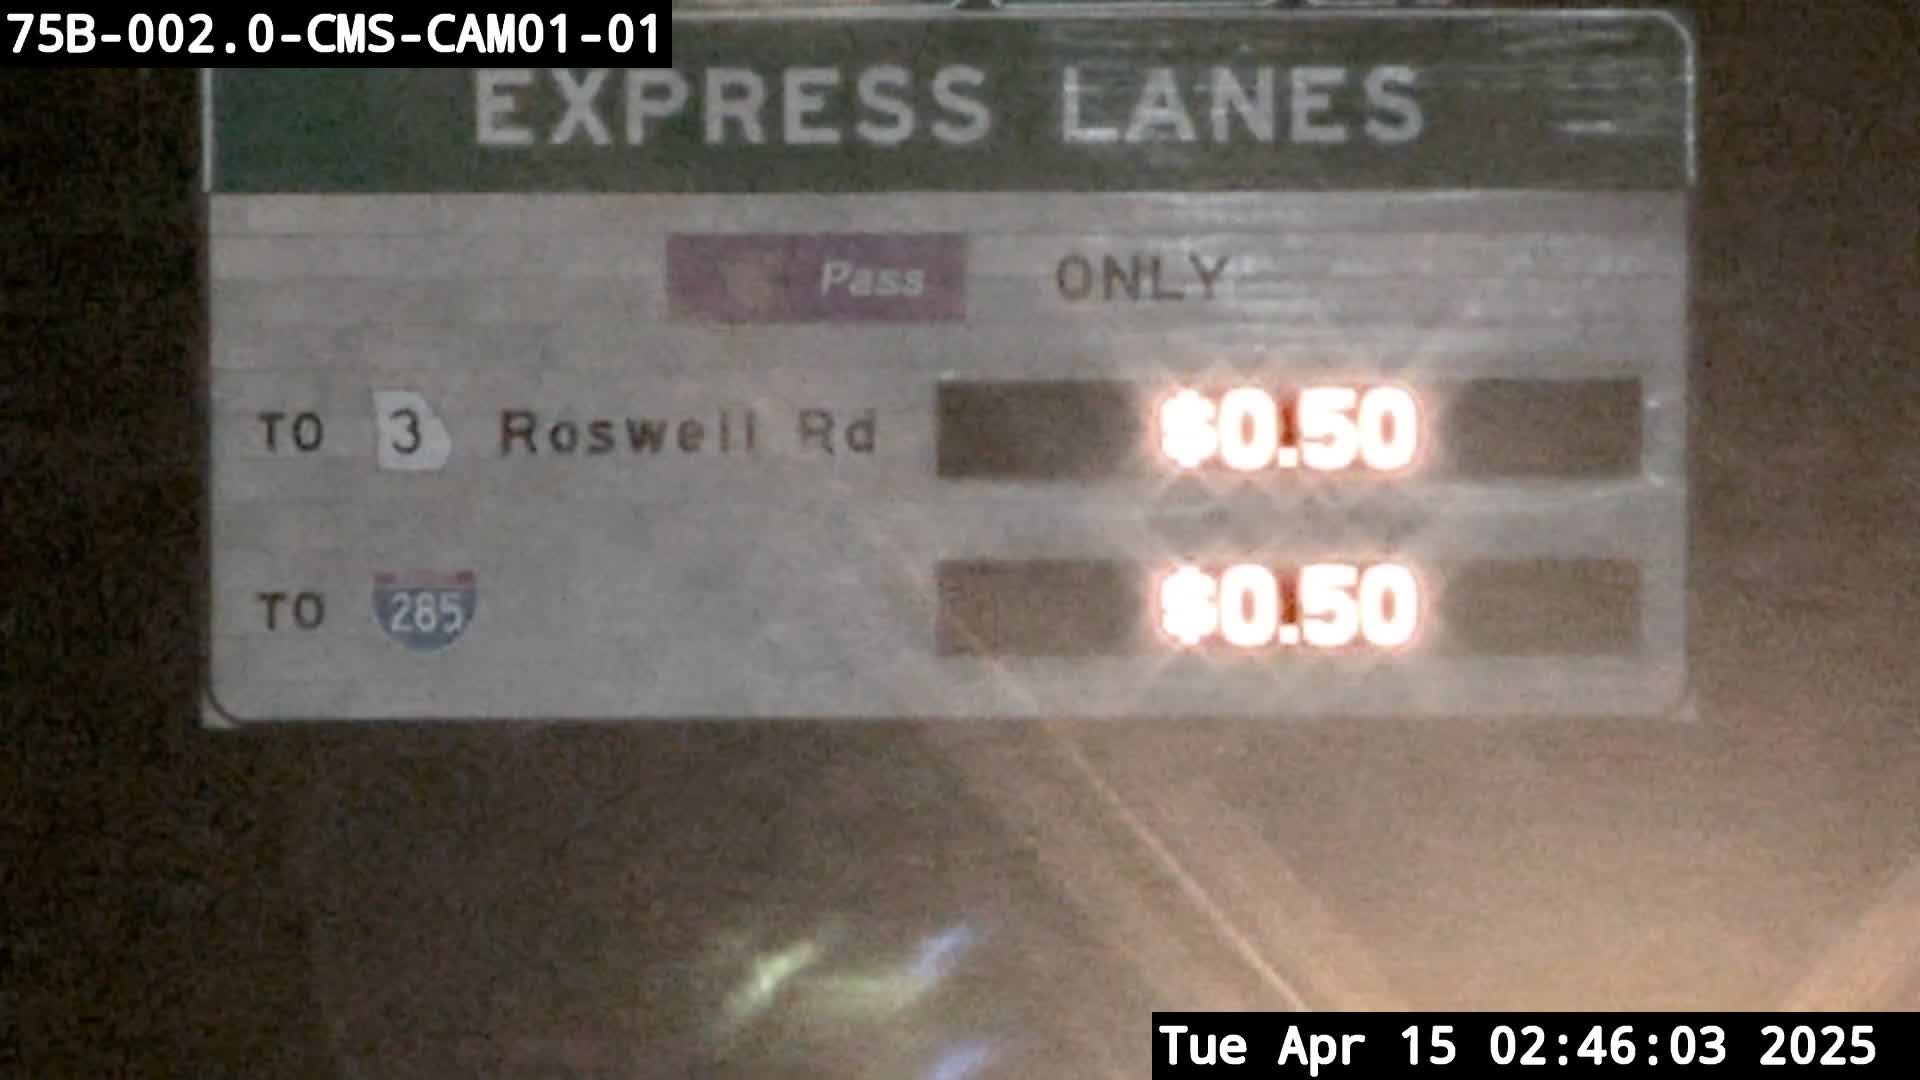 75B-002.0-CMS-CAM01-01
EXPRESS LANES
Pass ONLY
TO 3 Roswell Rd $0.50
TO 285 $0.50
Tue Apr 15 02:46:03 2025